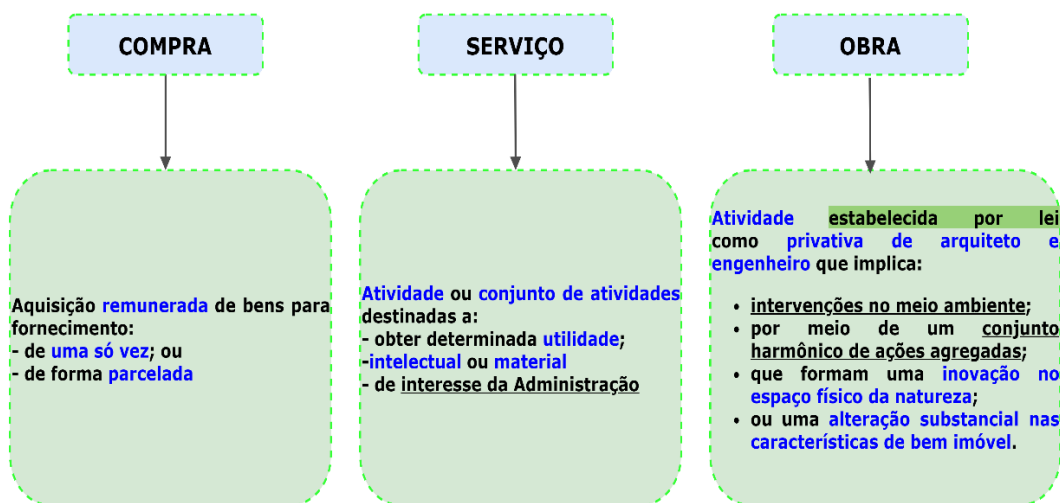 COMPRA
SERVIÇO
OBRA
Aquisição remunerada de bens para
fornecimento:
- de uma só vez; ou
- de forma parcelada
Atividade ou conjunto de atividades
destinadas a:
- obter determinada utilidade;
-intelectual ou material
- de interesse da Administração
Atividade estabelecida por lei
como privativa de arquiteto e
engenheiro que implica:
• intervenções no meio ambiente;
• por meio de um conjunto
harmônico de ações agregadas;
• que formam uma inovação no
espaço físico da natureza;
• ou uma alteração substancial nas
características de bem imóvel.